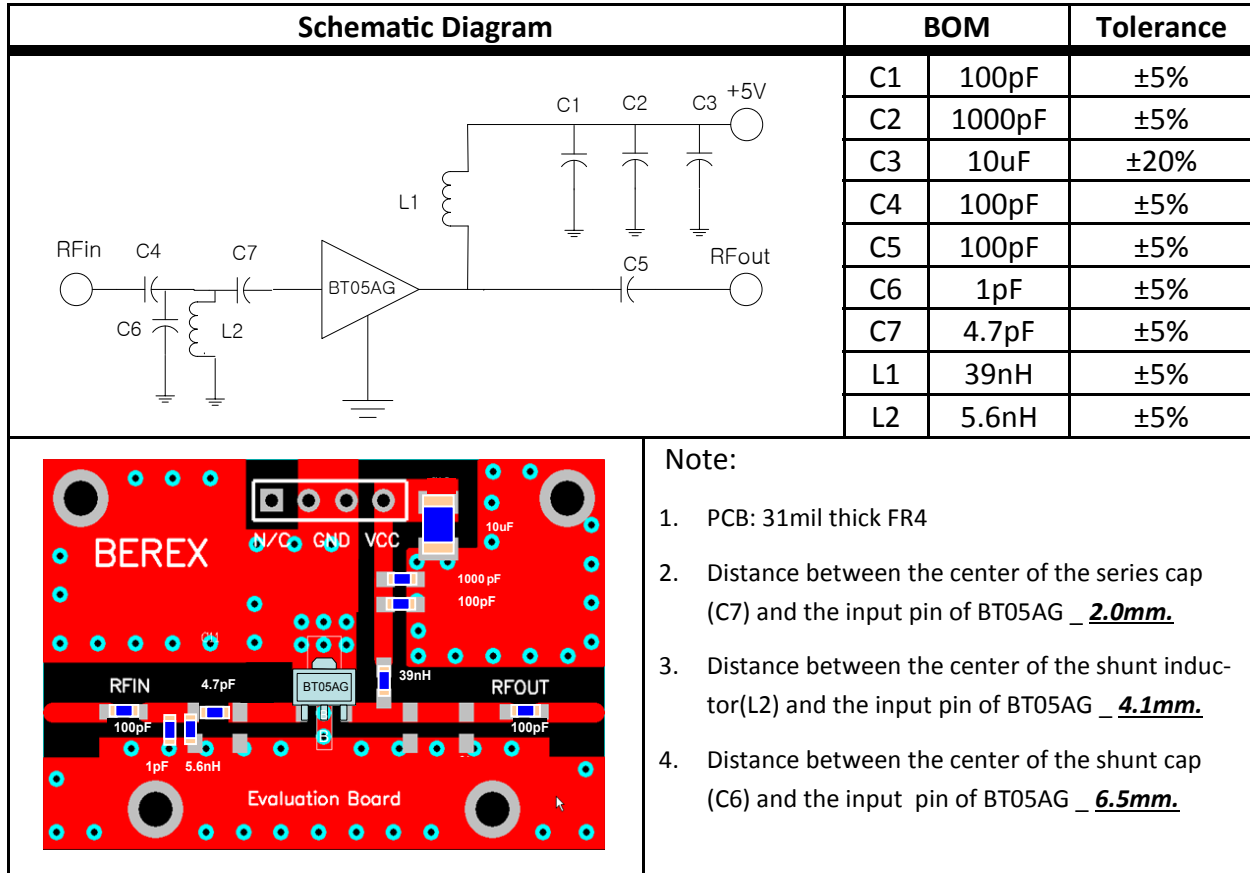 Schematic Diagram
BOM
Tolerance
C1 100pF ±5%
C2 1000pF ±5%
C3 10uF ±20%
C4 100pF ±5%
C5 100pF ±5%
C6 1pF ±5%
C7 4.7pF ±5%
L1 39nH ±5%
L2 5.6nH ±5%
C1 C2 C3 +5V
L1
RFin C4 C7
BT05AG
C5 RFout
C6 L2
10uF
N/C GND VCC
BEREX
1000 pF
100pF
39nH
RFIN 4.7pF BT05AG RFOUT
100pF 100pF
1pF 5.6nH
Evaluation Board
Note:
1. PCB: 31mil thick FR4
2. Distance between the center of the series cap
(C7) and the input pin of BT05AG _ 2.0mm.
3. Distance between the center of the shunt induc-
tor(L2) and the input pin of BT05AG _ 4.1mm.
4. Distance between the center of the shunt cap
(C6) and the input pin of BT05AG _ 6.5mm.